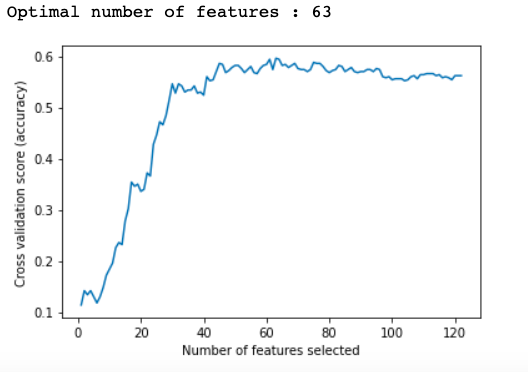 Optimal number of features : 63
Cross validation score (accuracy)
0.6
0.5
0.4
0.3
0.2
0.1
0 20 40 60 80 100 120
Number of features selected